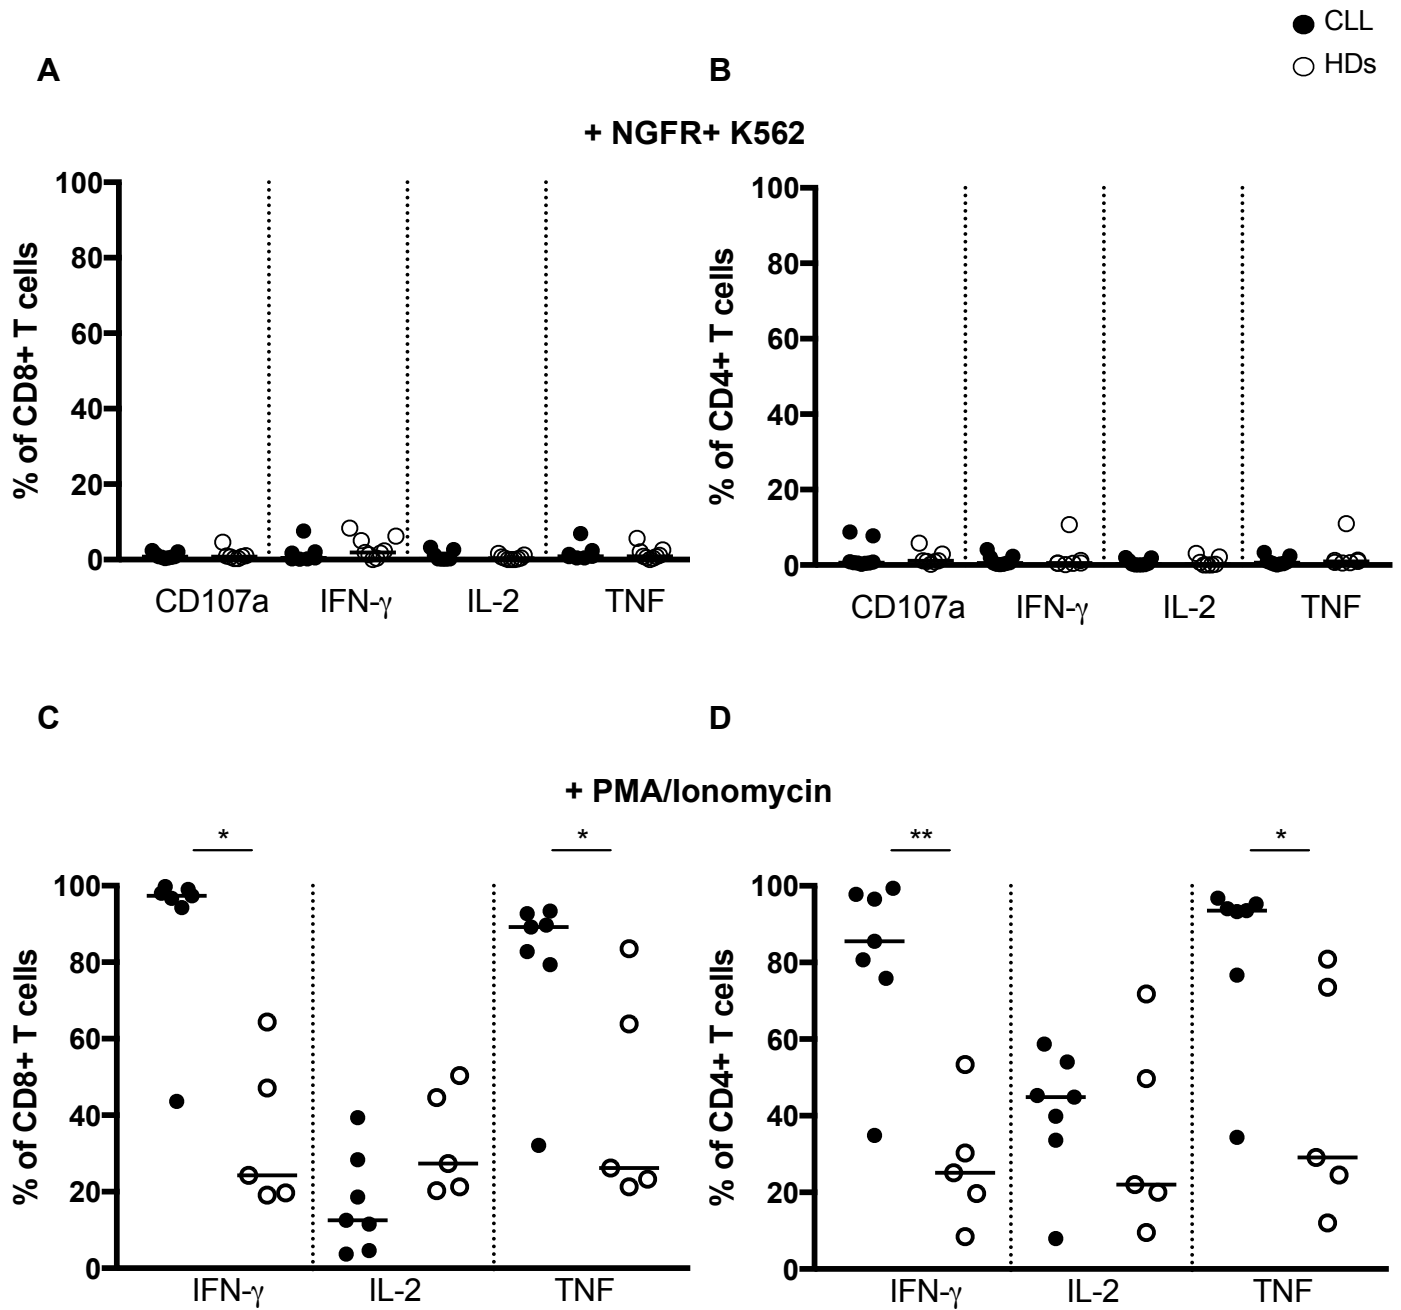 CLL
HDs
A
B
+ NGFR+ K562
% of CD8+ T cells
100
80
60
40
20
0
CD107a
IFN-γ
IL-2
TNF
% of CD4+ T cells
100
80
60
40
20
0
CD107a
IFN-γ
IL-2
TNF
C
D
+ PMA/Ionomycin
% of CD8+ T cells
*
*
100
80
60
40
20
0
IFN-γ
IL-2
TNF
% of CD4+ T cells
**
*
100
80
60
40
20
0
IFN-γ
IL-2
TNF